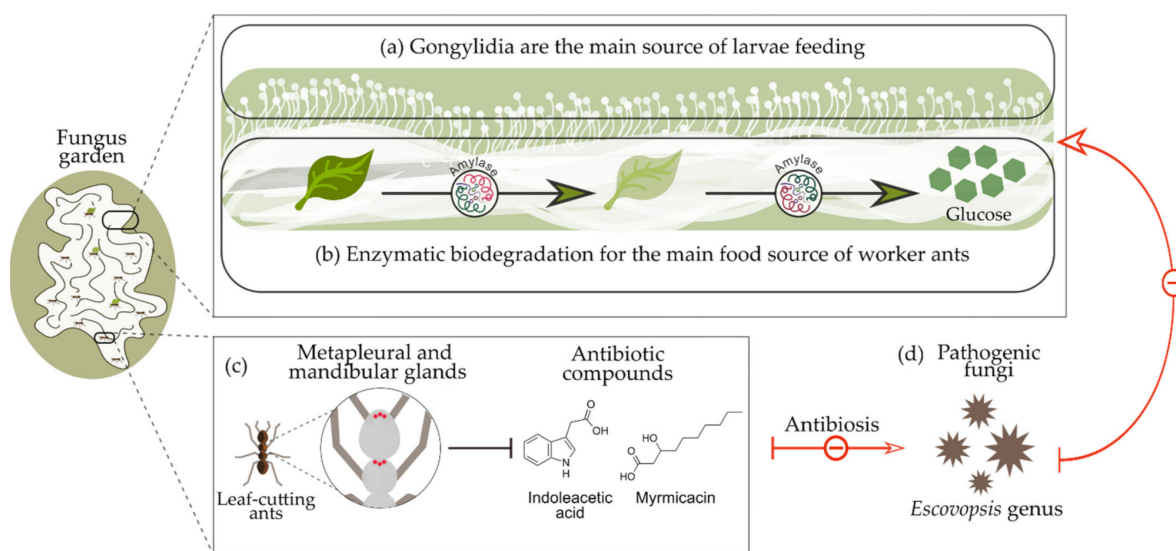 (a) Gongylidia are the main source of larvae feeding
Fungus
garden
Amylase
Amylase
Glucose
(b) Enzymatic biodegradation for the main food source of worker ants
(c)
Metapleural and
mandibular glands
Antibiotic
compounds
(d)
Pathogenic
fungi
O
OH
N
H
HO
O
HO
Antibiosis
Leaf-cutting
ants
Indoleacetic
acid
Myrmicacin
Escovopsis genus